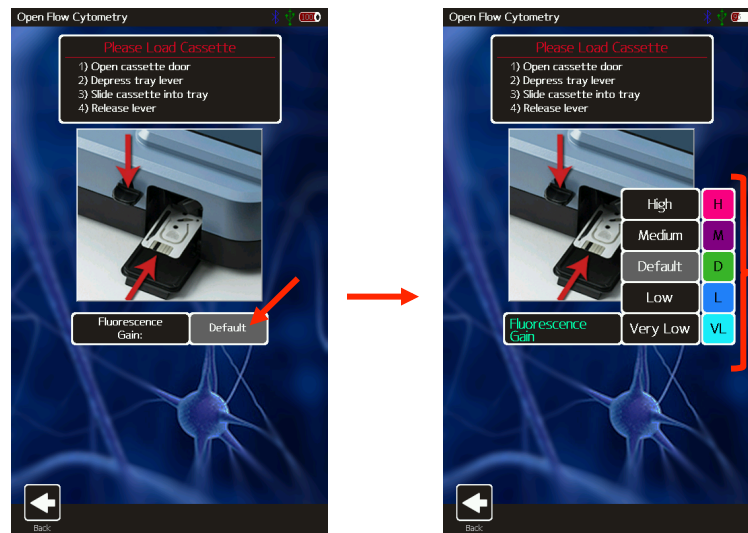 Open Flow Cytometry
Please Load Cassette
1) Open cassette door
2) Depress tray lever
3) Slide cassette into tray
4) Release lever
Fluorescence
Gain:
Default
Back
Open Flow Cytometry
Please Load Cassette
1) Open cassette door
2) Depress tray lever
3) Slide cassette into tray
4) Release lever
High H
Medium M
Default D
Low L
Very Low VL
Fluorescence
Gain
Back